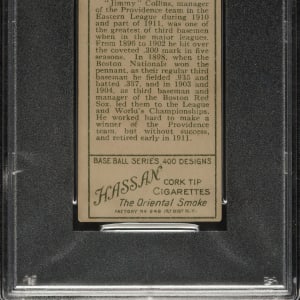 "Jimmy" Collins, manager
of the Providence team in the
Eastern League during 1910
and part of 1911, was one
of the greatest of third basemen
when in the major leagues.
From 1896 to 1902 he hit over
the coveted .300 mark in five
seasons. In 1898, when the
Boston Nationals won the
pennant, as their regular third
baseman he fielded .935 and
batted .337, and in 1903 and
1904, as third baseman and
manager of the Boston Red
Sox, led them to the League
and World's Championships.
He worked hard to make a
winner of the Providence
team, but without success,
and retired early in 1911.
BASE BALL SERIES 400 DESIGNS
HASSAN
CORK TIP
CIGARETTES
The Oriental Smoke
FACTORY No 649 1ST DIST. N.Y.